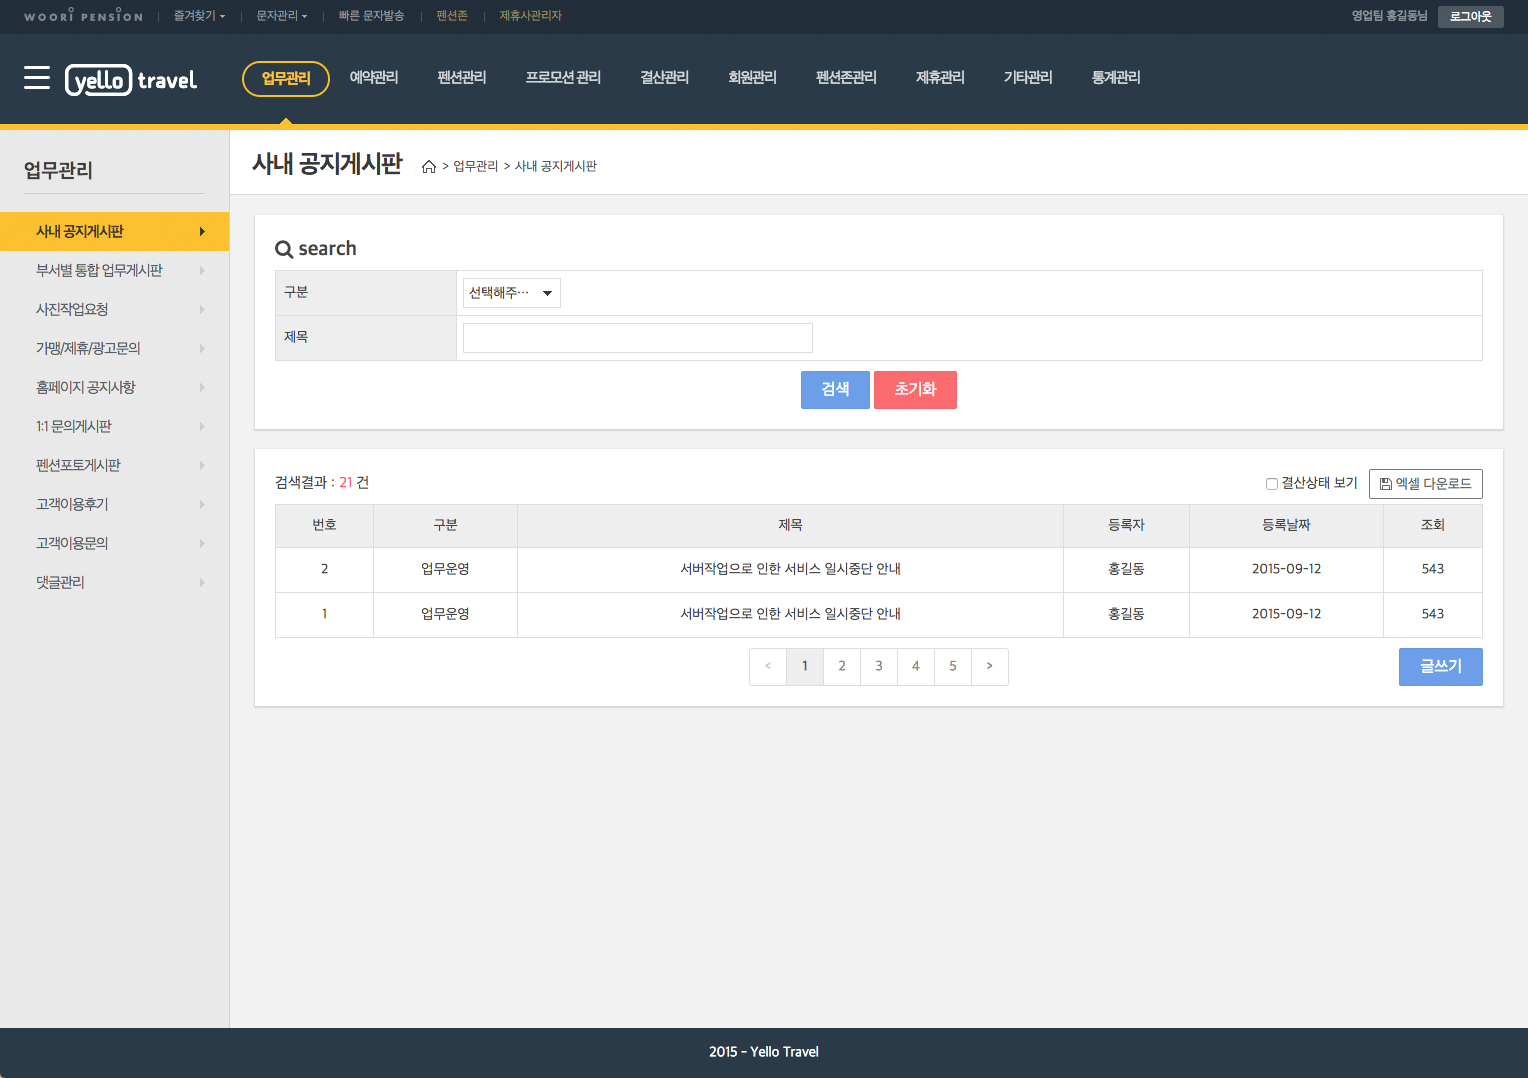 WOORI PENSION 즐겨찾기 문자관리 빠른 문자발송 펜션존 제휴사관리자 영업팀 홍길동님 로그아웃
yello travel 업무관리 예약관리 펜션관리 프로모션 관리 결산관리 회원관리 펜션존관리 제휴관리 기타관리 통계관리
업무관리
사내 공지게시판
부서별 통합 업무게시판
사진작업요청
가맹/제휴/광고문의
홈페이지 공지사항
1:1 문의게시판
펜션포토게시판
고객이용후기
고객이용문의
댓글관리
사내 공지게시판 > 업무관리 > 사내 공지게시판
search
구분 선택해주…
제목
검색 초기화
검색결과 : 21 건 결산상태 보기 엑셀 다운로드
번호 구분 제목 등록자 등록날짜 조회
2 업무운영 서버작업으로 인한 서비스 일시중단 안내 홍길동 2015-09-12 543
1 업무운영 서버작업으로 인한 서비스 일시중단 안내 홍길동 2015-09-12 543
< 1 2 3 4 5 > 글쓰기
2015 - Yello Travel